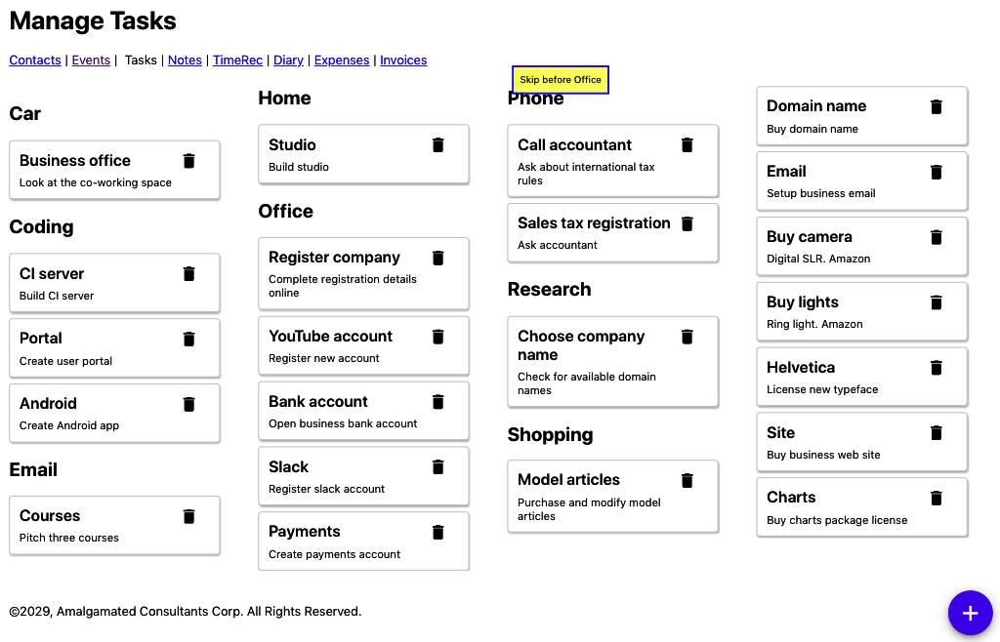 Manage Tasks
Contacts | Events | Tasks | Notes | TimeRec | Diary | Expenses | Invoices
Car
Business office
Look at the co-working space
Coding
CI server
Build CI server
Portal
Create user portal
Android
Create Android app
Email
Courses
Pitch three courses
Home
Studio
Build studio
Office
Register company
Complete registration details
online
YouTube account
Register new account
Bank account
Open business bank account
Slack
Register slack account
Payments
Create payments account
Skip before Office
Phone
Call accountant
Ask about international tax
rules
Sales tax registration
Ask accountant
Research
Choose company
name
Check for available domain
names
Shopping
Model articles
Purchase and modify model
articles
Domain name
Buy domain name
Email
Setup business email
Buy camera
Digital SLR. Amazon
Buy lights
Ring light. Amazon
Helvetica
License new typeface
Site
Buy business web site
Charts
Buy charts package license
©2029, Amalgamated Consultants Corp. All Rights Reserved.
+